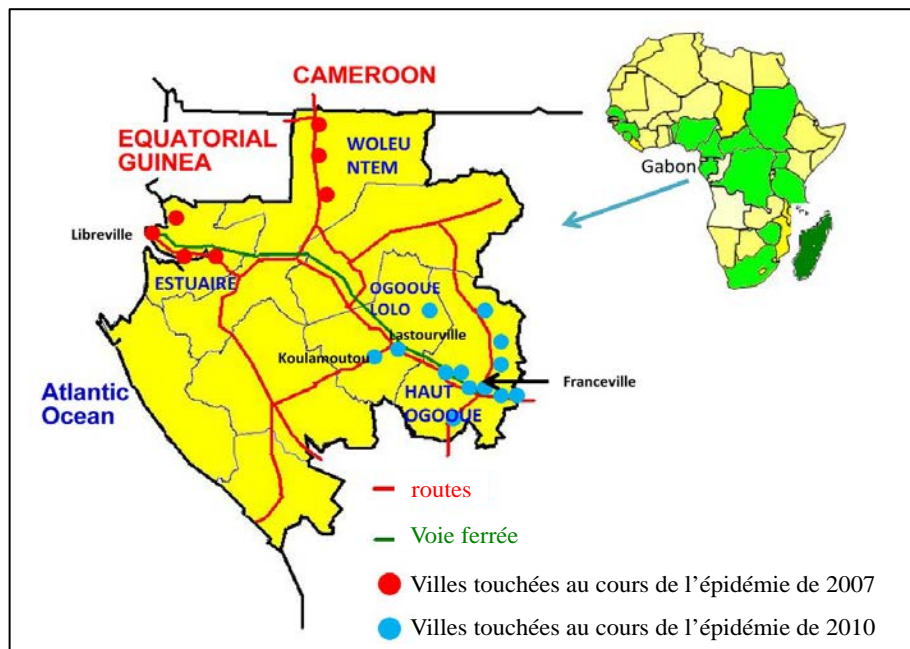 CAMEROON
EQUATORIAL
GUINEA
WOLEU
NTEM
Gabon
Libreville
ESTUAIRE
OGOOUE
LOLO
Lastourville
Koulamoutou
Franceville
HAUT
OGOOUE
Atlantic
Ocean
routes
Voie ferrée
Villes touchées au cours de l’épidémie de 2007
Villes touchées au cours de l’épidémie de 2010